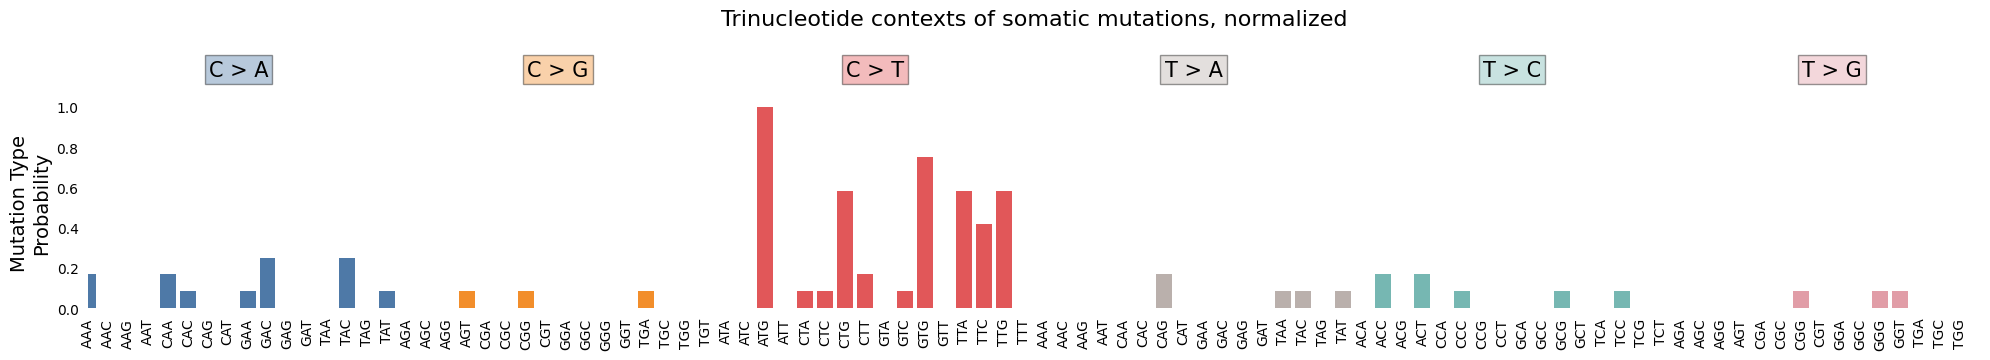 Trinucleotide contexts of somatic mutations, normalized
C > A C > G C > T T > A T > C T > G
Mutation Type
Probability
1.0
0.8
0.6
0.4
0.2
0.0
AAA AAC AAG AAT CAA CAC CAG CAT GAA GAC GAG GAT TAA TAC TAG TAT AGA AGC AGG AGT CGA CGC CGG CGT GGA GGC GGG GGT TGA TGC TGG TGT ATA ATC ATG ATT CTA CTC CTG CTT GTA GTC GTG GTT TTA TTC TTG TTT AAA AAC AAG AAT CAA CAC CAG CAT GAA GAC GAG GAT TAA TAC TAG TAT ACA ACC ACG ACT CCA CCC CCG CCT GCA GCC GCG GCT TCA TCC TCG TCT AGA AGC AGG AGT CGA CGC CGG CGT GGA GGC GGG GGT TGA TGC TGG